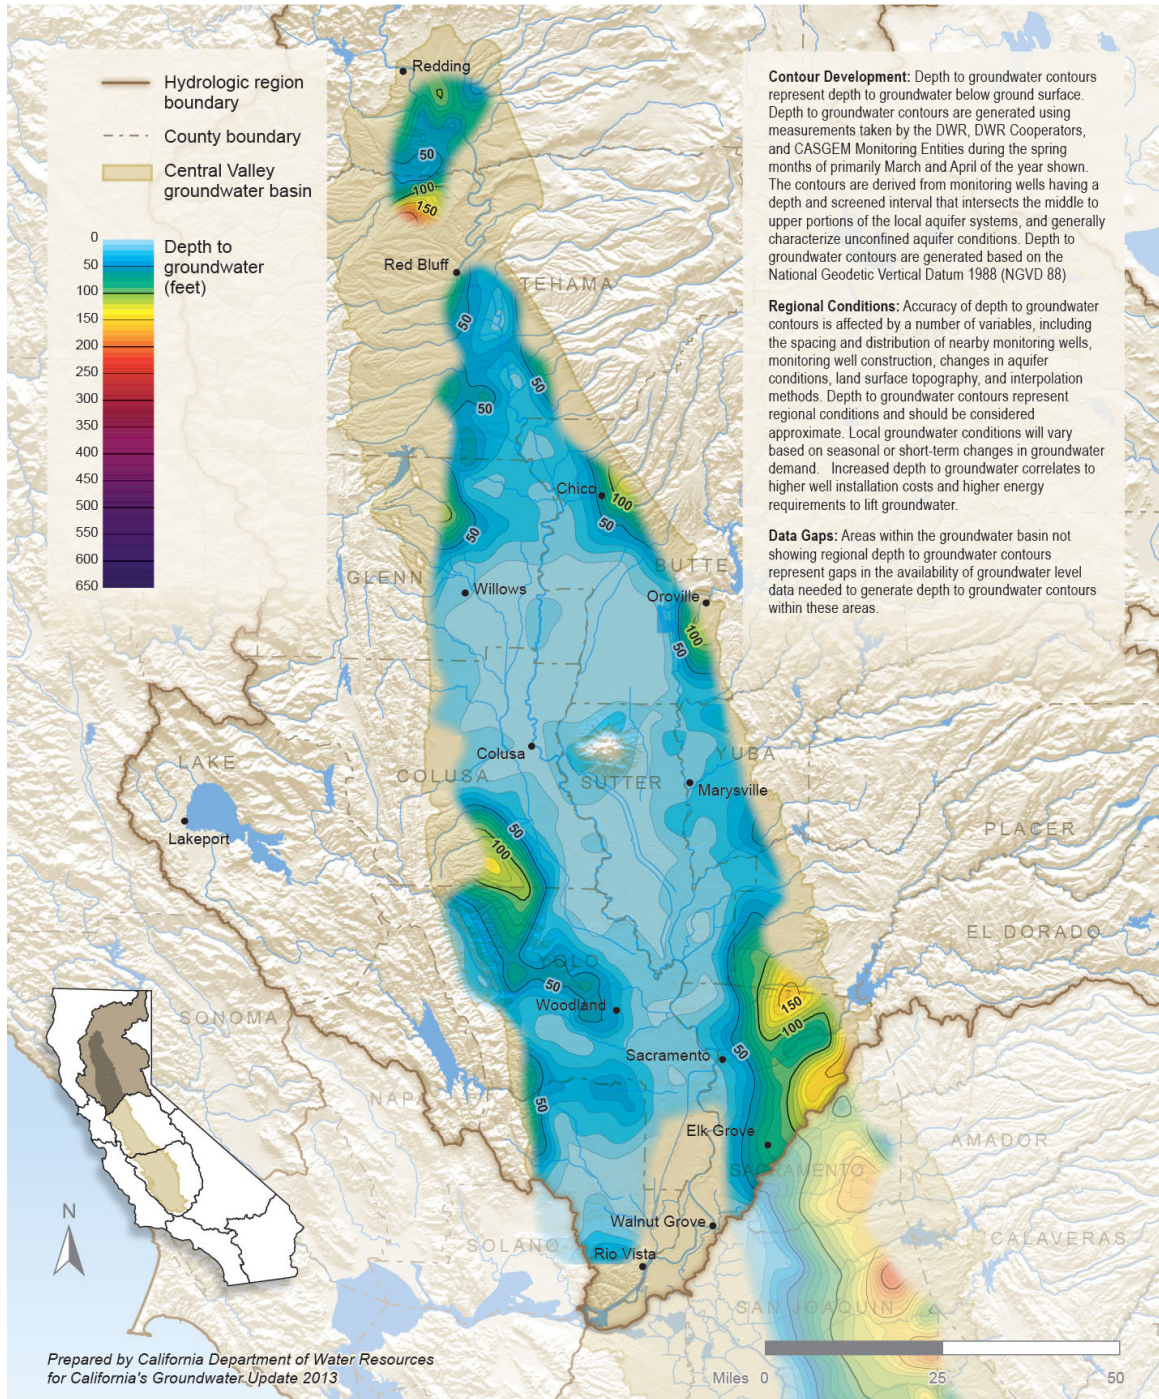 Hydrologic region
boundary
County boundary
Central Valley
groundwater basin
Depth to
groundwater
(feet)
0
50
100
150
200
250
300
350
400
450
500
550
600
650
Contour Development: Depth to groundwater contours
represent depth to groundwater below ground surface.
Depth to groundwater contours are generated using
measurements taken by the DWR, DWR Cooperators,
and CASGEM Monitoring Entities during the spring
months of primarily March and April of the year shown.
The contours are derived from monitoring wells having a
depth and screened interval that intersects the middle to
upper portions of the local aquifer systems, and generally
characterize unconfined aquifer conditions. Depth to
groundwater contours are generated based on the
National Geodetic Vertical Datum 1988 (NGVD 88)
Regional Conditions: Accuracy of depth to groundwater
contours is affected by a number of variables, including
the spacing and distribution of nearby monitoring wells,
monitoring well construction, changes in aquifer
conditions, land surface topography, and interpolation
methods. Depth to groundwater contours represent
regional conditions and should be considered
approximate. Local groundwater conditions will vary
based on seasonal or short-term changes in groundwater
demand. Increased depth to groundwater correlates to
higher well installation costs and higher energy
requirements to lift groundwater.
Data Gaps: Areas within the groundwater basin not
showing regional depth to groundwater contours
represent gaps in the availability of groundwater level
data needed to generate depth to groundwater contours
within these areas.
Redding
50
100
150
Red Bluff
TEHAMA
50
50
50
Chico
100
50
50
GLENN
BUTTE
Willows
Oroville
100
50
Colusa
YUBA
COLUSA
SUTTER
Marysville
LAKE
Lakeport
50
100
PLACER
EL DORADO
YOLO
50
Woodland
150
100
SONOMA
Sacramento
50
NAPA
50
Elk Grove
AMADOR
SACRAMENTO
Walnut Grove
SOLANO
Rio Vista
CALAVERAS
SAN JOAQUIN
N
Prepared by California Department of Water Resources
for California's Groundwater Update 2013
Miles 0 25 50